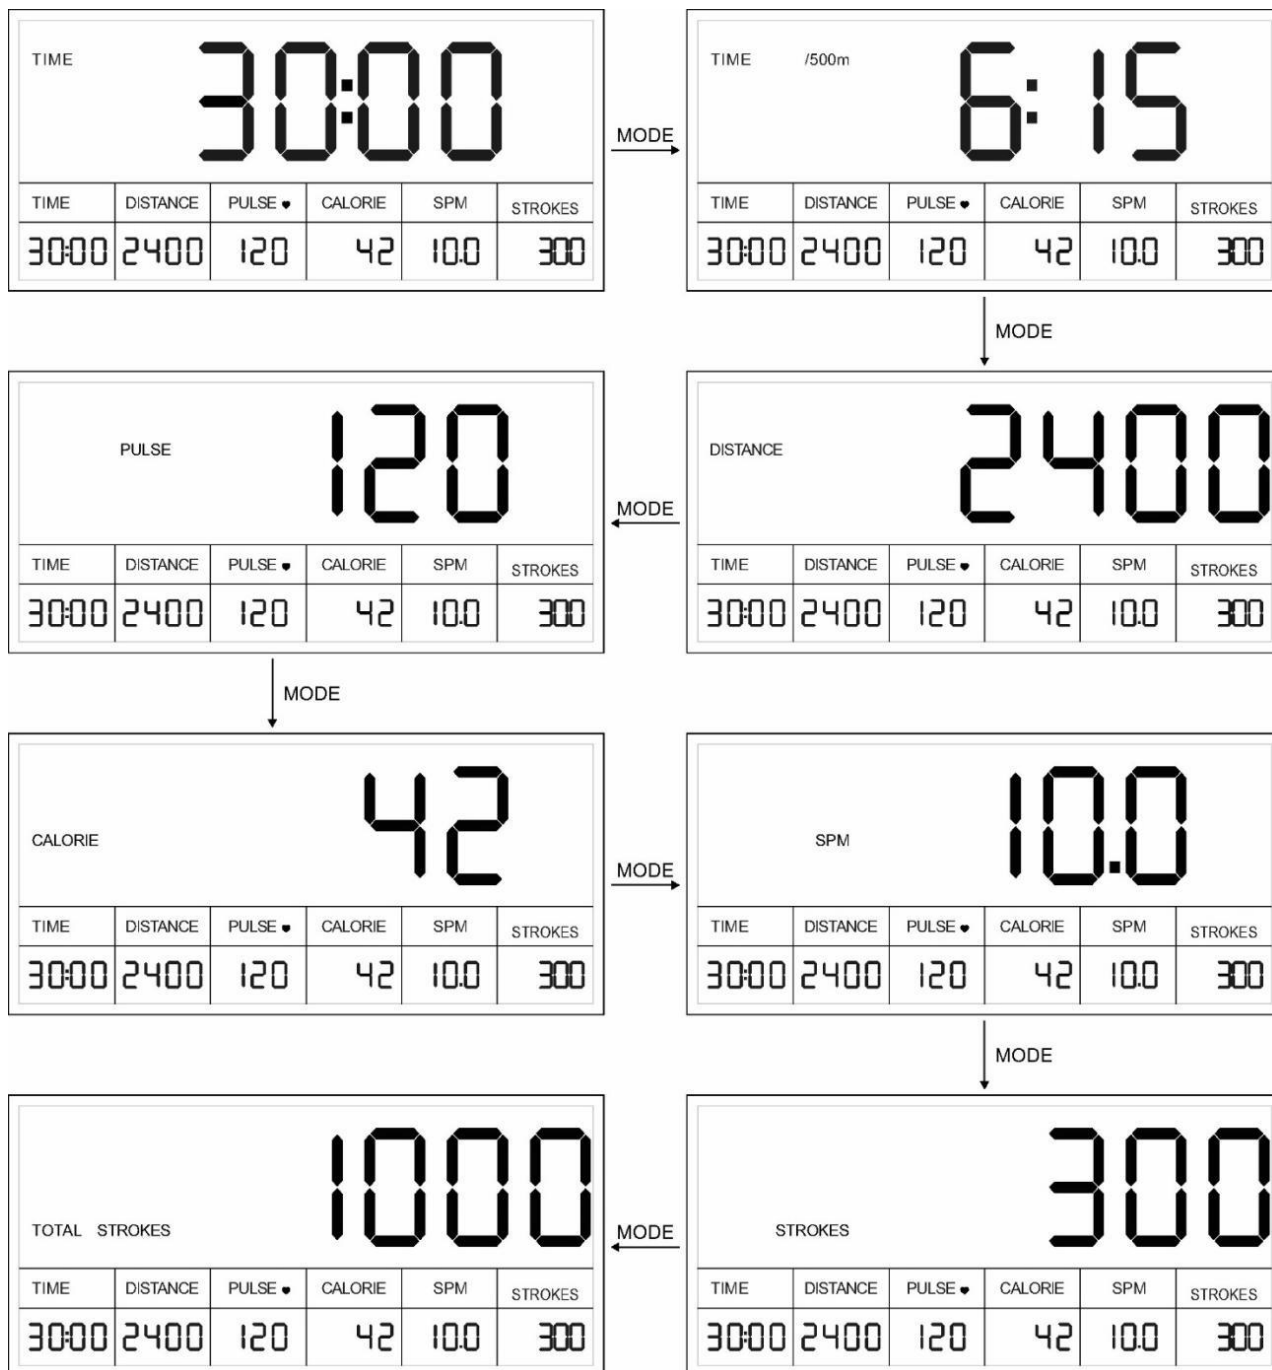 TIME 30:00
TIME DISTANCE PULSE ♥ CALORIE SPM STROKES
30:00 2400 120 42 10.0 300
MODE
TIME /500m 6:15
TIME DISTANCE PULSE ♥ CALORIE SPM STROKES
30:00 2400 120 42 10.0 300
MODE
DISTANCE 2400
TIME DISTANCE PULSE ♥ CALORIE SPM STROKES
30:00 2400 120 42 10.0 300
MODE
PULSE 120
TIME DISTANCE PULSE ♥ CALORIE SPM STROKES
30:00 2400 120 42 10.0 300
MODE
CALORIE 42
TIME DISTANCE PULSE ♥ CALORIE SPM STROKES
30:00 2400 120 42 10.0 300
MODE
SPM 10.0
TIME DISTANCE PULSE ♥ CALORIE SPM STROKES
30:00 2400 120 42 10.0 300
MODE
STROKES 300
TIME DISTANCE PULSE ♥ CALORIE SPM STROKES
30:00 2400 120 42 10.0 300
MODE
TOTAL STROKES 1000
TIME DISTANCE PULSE ♥ CALORIE SPM STROKES
30:00 2400 120 42 10.0 300